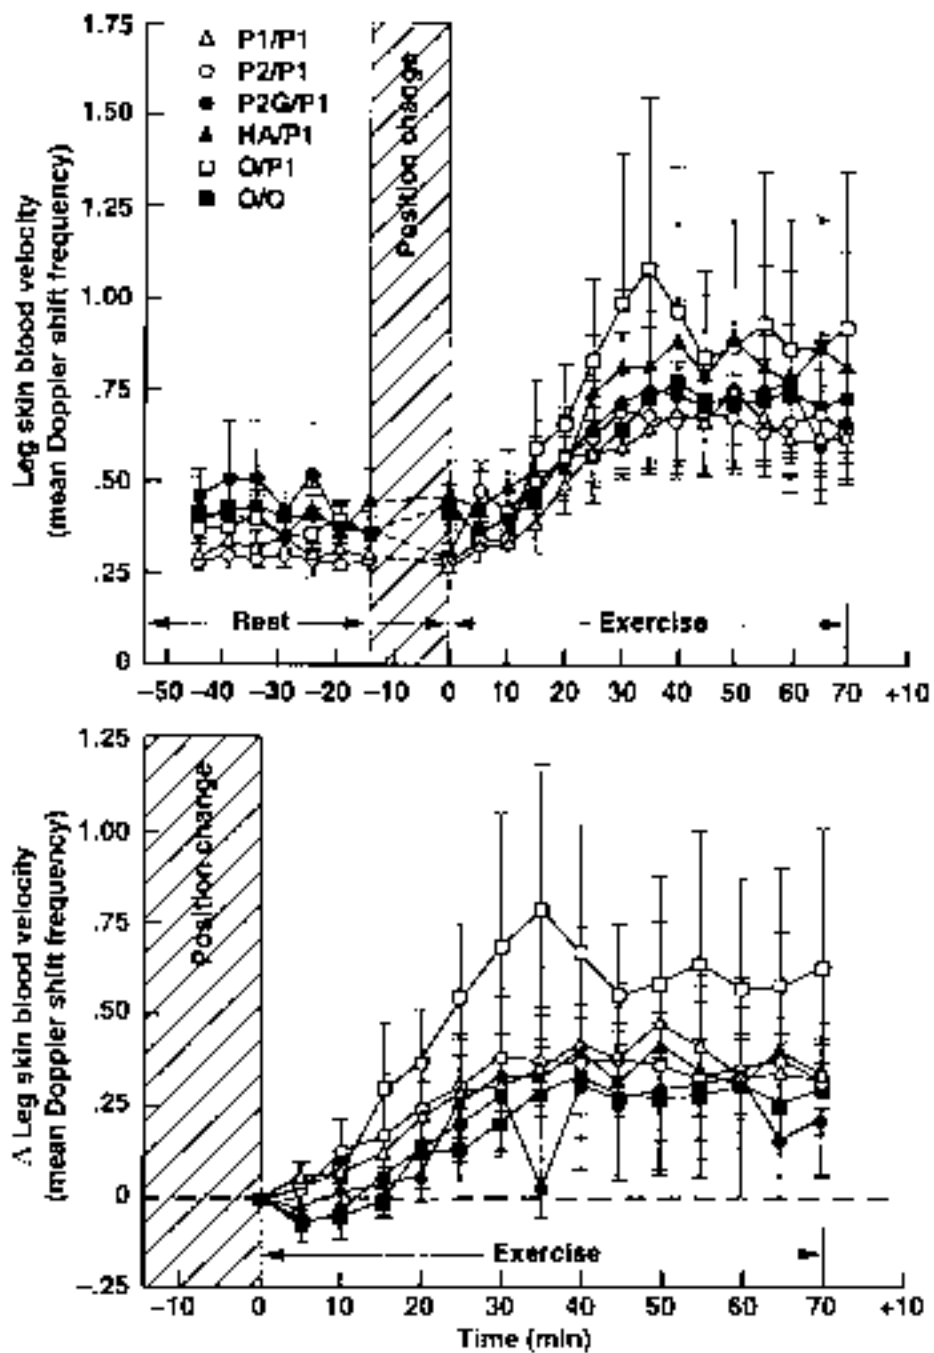 1.75
1.50
1.25
1.00
.75
.50
.25
0
Leg skin blood velocity
(mean Doppler shift frequency)
P1/P1
P2/P1
P2G/P1
HA/P1
O/P1
O/O
Position change
Rest
Exercise
−50 −40 −30 −20 −10 0 10 20 30 40 50 60 70 +10
1.25
1.00
.75
.50
.25
0
−.25
Δ Leg skin blood velocity
(mean Doppler shift frequency)
Position change
Exercise
−10 0 10 20 30 40 50 60 70 +10
Time (min)